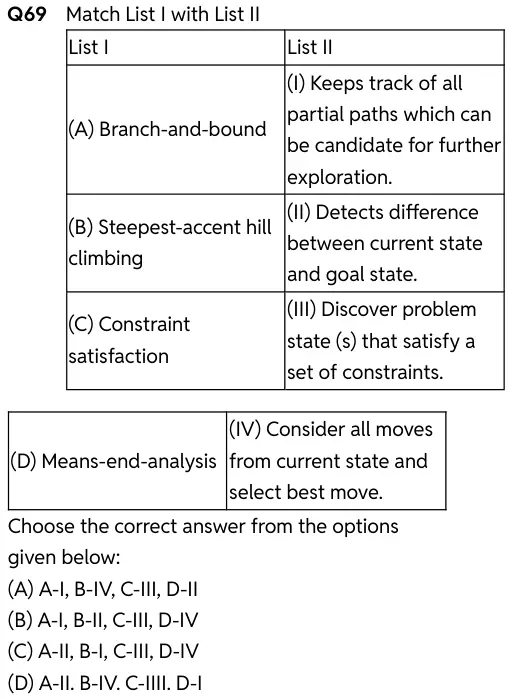 Q69 Match List I with List II
List I List II
(A) Branch-and-bound
(I) Keeps track of all
partial paths which can
be candidate for further
exploration.
(B) Steepest-accent hill
climbing
(II) Detects difference
between current state
and goal state.
(C) Constraint
satisfaction
(III) Discover problem
state (s) that satisfy a
set of constraints.
(D) Means-end-analysis
(IV) Consider all moves
from current state and
select best move.
Choose the correct answer from the options
given below:
(A) A-I, B-IV, C-III, D-II
(B) A-I, B-II, C-III, D-IV
(C) A-II, B-I, C-III, D-IV
(D) A-II. B-IV. C-IIII. D-I